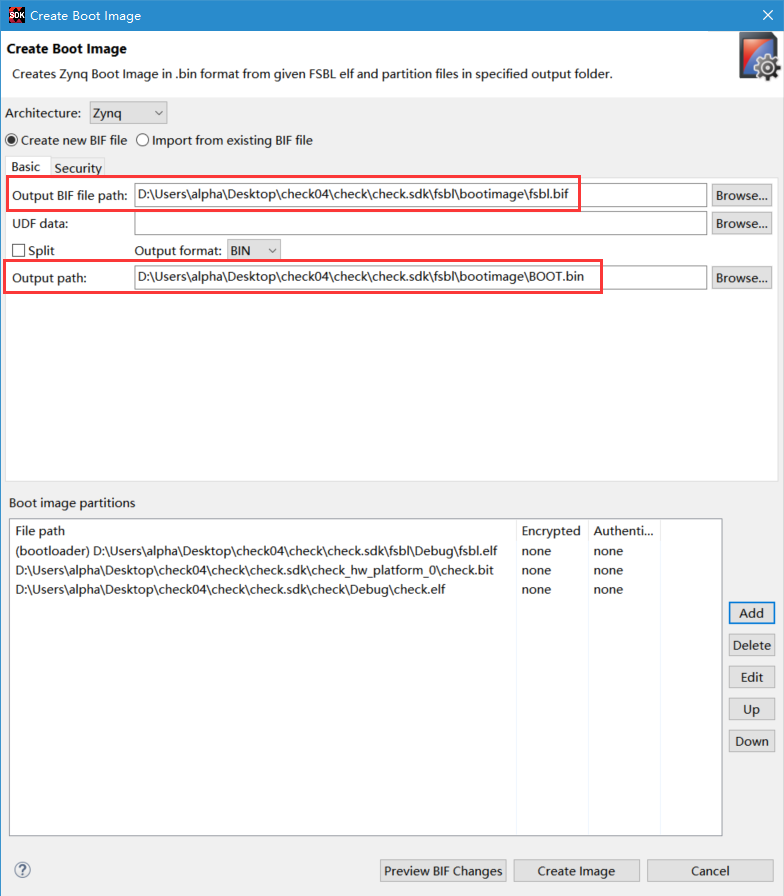 SDK Create Boot Image
Create Boot Image
Creates Zynq Boot Image in .bin format from given FSBL elf and partition files in specified output folder.
Architecture: Zynq
Create new BIF file Import from existing BIF file
Basic Security
Output BIF file path: D:\Users\alpha\Desktop\check04\check\check.sdk\fsbl\bootimage\fsbl.bif Browse...
UDF data: Browse...
Split Output format: BIN
Output path: D:\Users\alpha\Desktop\check04\check\check.sdk\fsbl\bootimage\BOOT.bin Browse...
Boot image partitions
File path Encrypted Authenti...
(bootloader) D:\Users\alpha\Desktop\check04\check\check.sdk\fsbl\Debug\fsbl.elf none none
D:\Users\alpha\Desktop\check04\check\check.sdk\check_hw_platform_0\check.bit none none
D:\Users\alpha\Desktop\check04\check\check.sdk\check\Debug\check.elf none none
Add
Delete
Edit
Up
Down
? Preview BIF Changes Create Image Cancel